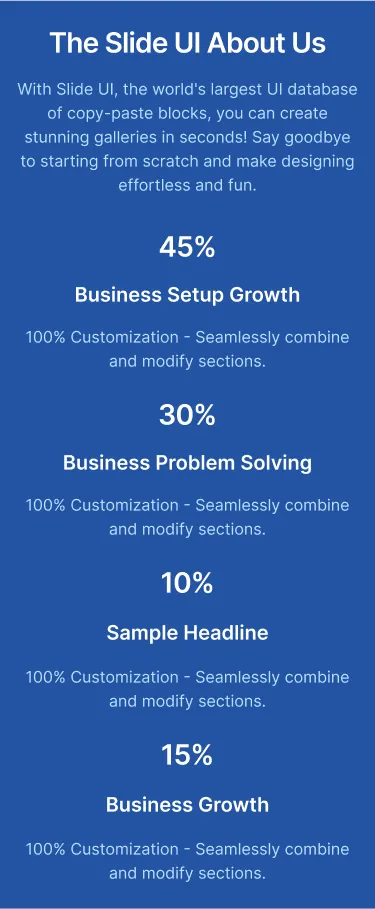 The Slide UI About Us
With Slide UI, the world's largest UI database
of copy-paste blocks, you can create
stunning galleries in seconds! Say goodbye
to starting from scratch and make designing
effortless and fun.
45%
Business Setup Growth
100% Customization - Seamlessly combine
and modify sections.
30%
Business Problem Solving
100% Customization - Seamlessly combine
and modify sections.
10%
Sample Headline
100% Customization - Seamlessly combine
and modify sections.
15%
Business Growth
100% Customization - Seamlessly combine
and modify sections.